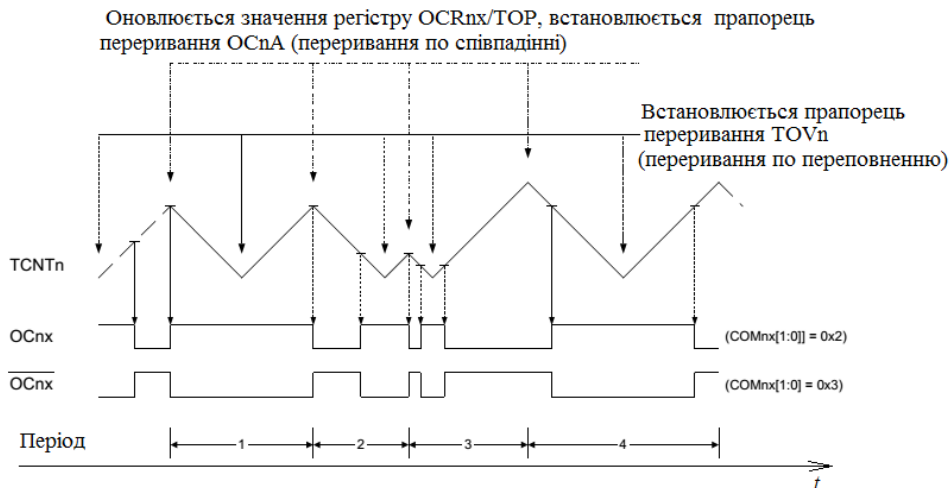 Оновлюється значення регістру OCRnx/TOP, встановлюється прапорець
переривання OCnA (переривання по співпадінні)
Встановлюється прапорець
переривання TOVn
(переривання по переповненню)
TCNTn
OCnx
(COMnx[1:0]] = 0x2)
OCnx
(COMnx[1:0] = 0x3)
Період
1
2
3
4
t